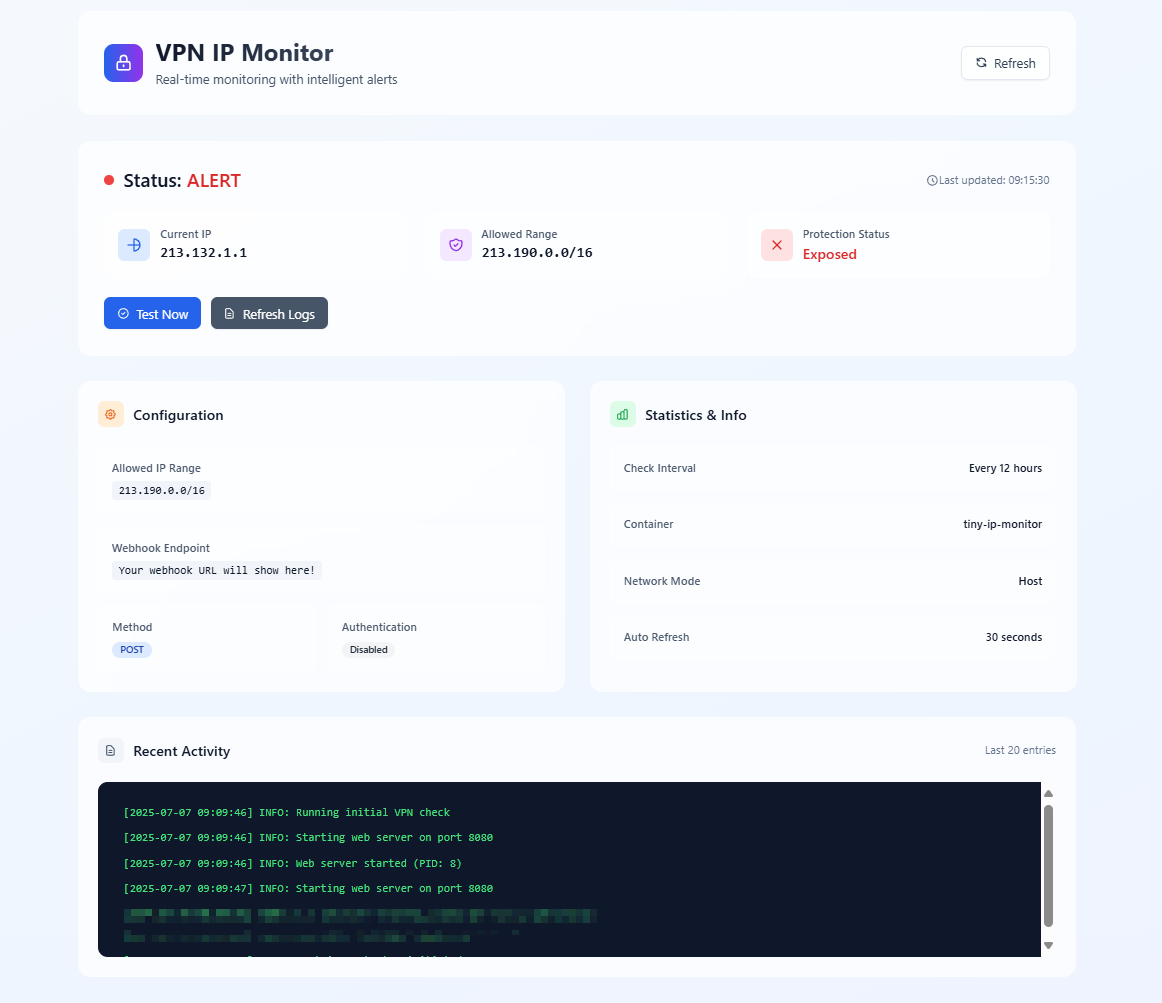 VPN IP Monitor
Real-time monitoring with intelligent alerts
Refresh
Status: ALERT
Last updated: 09:15:30
Current IP
213.132.1.1
Allowed Range
213.190.0.0/16
Protection Status
Exposed
Test Now
Refresh Logs
Configuration
Allowed IP Range
213.190.0.0/16
Webhook Endpoint
Your webhook URL will show here!
Method
POST
Authentication
Disabled
Statistics & Info
Check Interval
Every 12 hours
Container
tiny-ip-monitor
Network Mode
Host
Auto Refresh
30 seconds
Recent Activity
Last 20 entries
[2025-07-07 09:09:46] INFO: Running initial VPN check
[2025-07-07 09:09:46] INFO: Starting web server on port 8080
[2025-07-07 09:09:46] INFO: Web server started (PID: 8)
[2025-07-07 09:09:47] INFO: Starting web server on port 8080